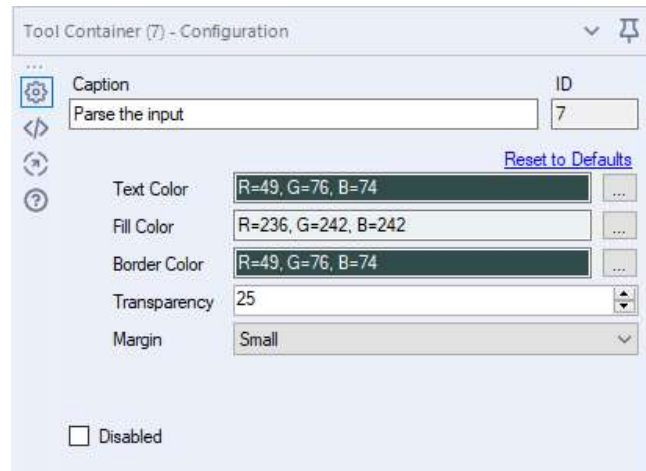 Tool Container (7) - Configuration
Caption
ID
Parse the input
7
Reset to Defaults
Text Color
R=49, G=76, B=74
...
Fill Color
R=236, G=242, B=242
...
Border Color
R=49, G=76, B=74
...
Transparency
25
Margin
Small
Disabled